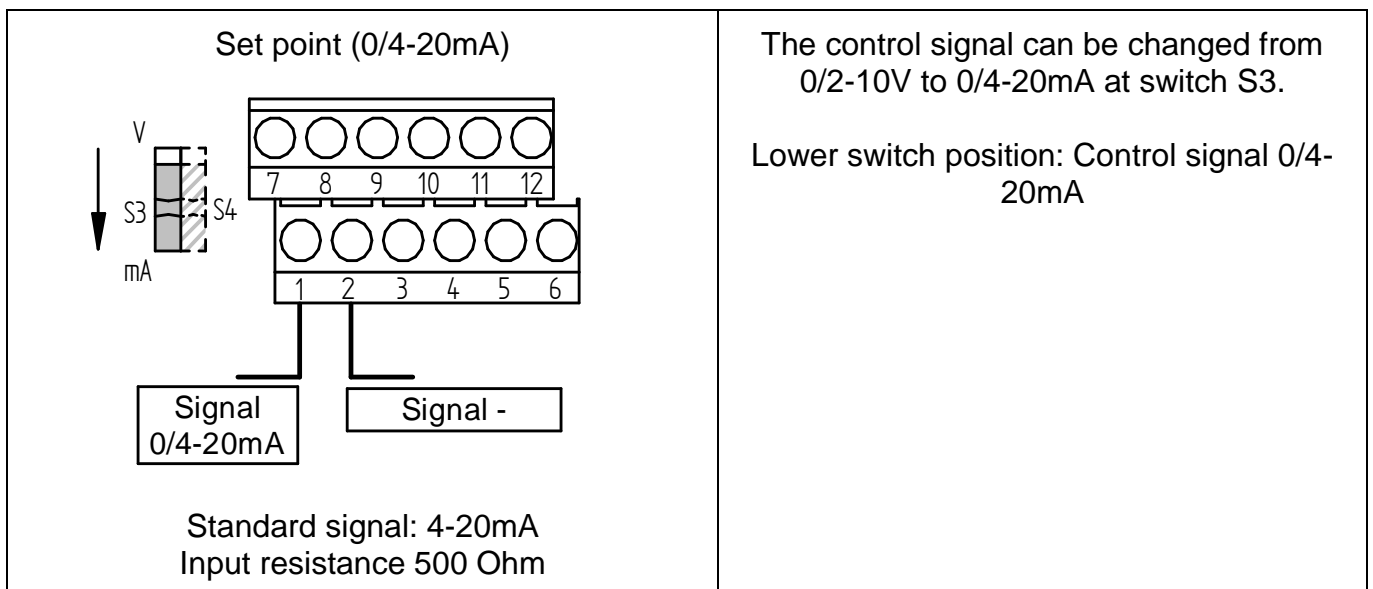 Set point (0/4-20mA)
V
S3
S4
mA
7 8 9 10 11 12
1 2 3 4 5 6
Signal
0/4-20mA
Signal -
Standard signal: 4-20mA
Input resistance 500 Ohm
The control signal can be changed from
0/2-10V to 0/4-20mA at switch S3.
Lower switch position: Control signal 0/4-
20mA